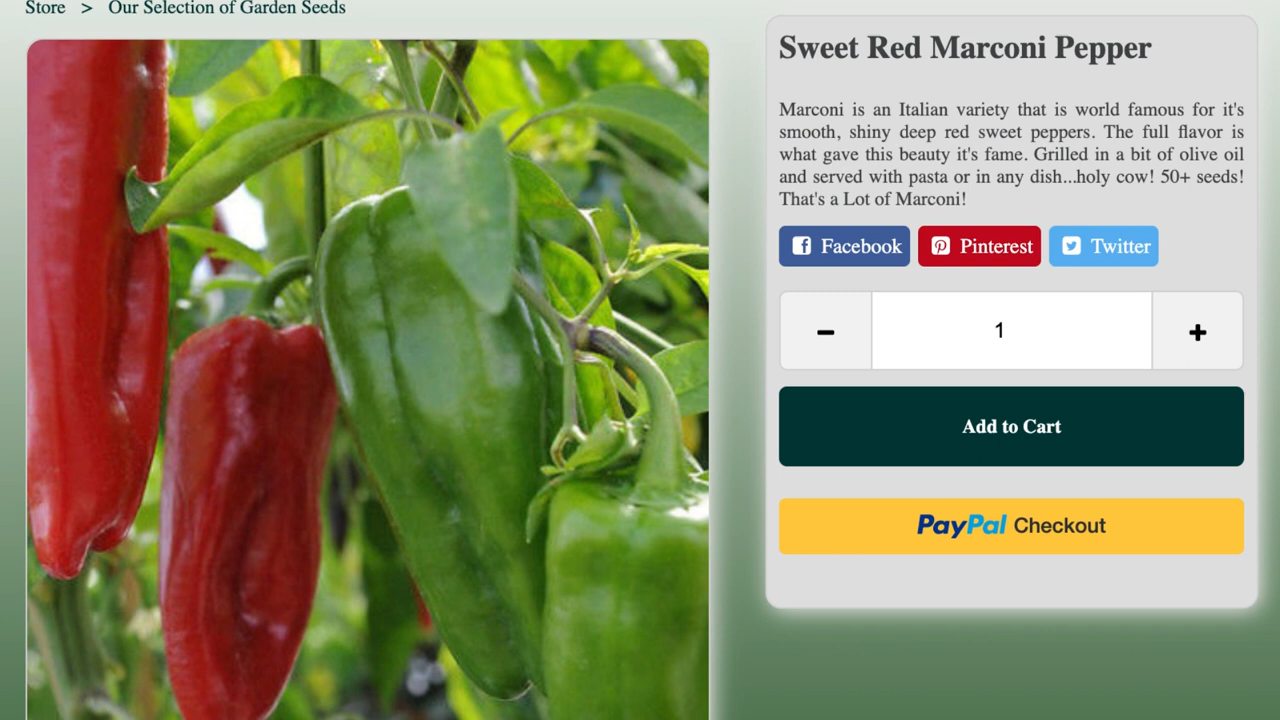 Store > Our Selection of Garden Seeds
Sweet Red Marconi Pepper
Marconi is an Italian variety that is world famous for it's
smooth, shiny deep red sweet peppers. The full flavor is
what gave this beauty it's fame. Grilled in a bit of olive oil
and served with pasta or in any dish...holy cow! 50+ seeds!
That's a Lot of Marconi!
Facebook Pinterest Twitter
− 1 +
Add to Cart
PayPal Checkout